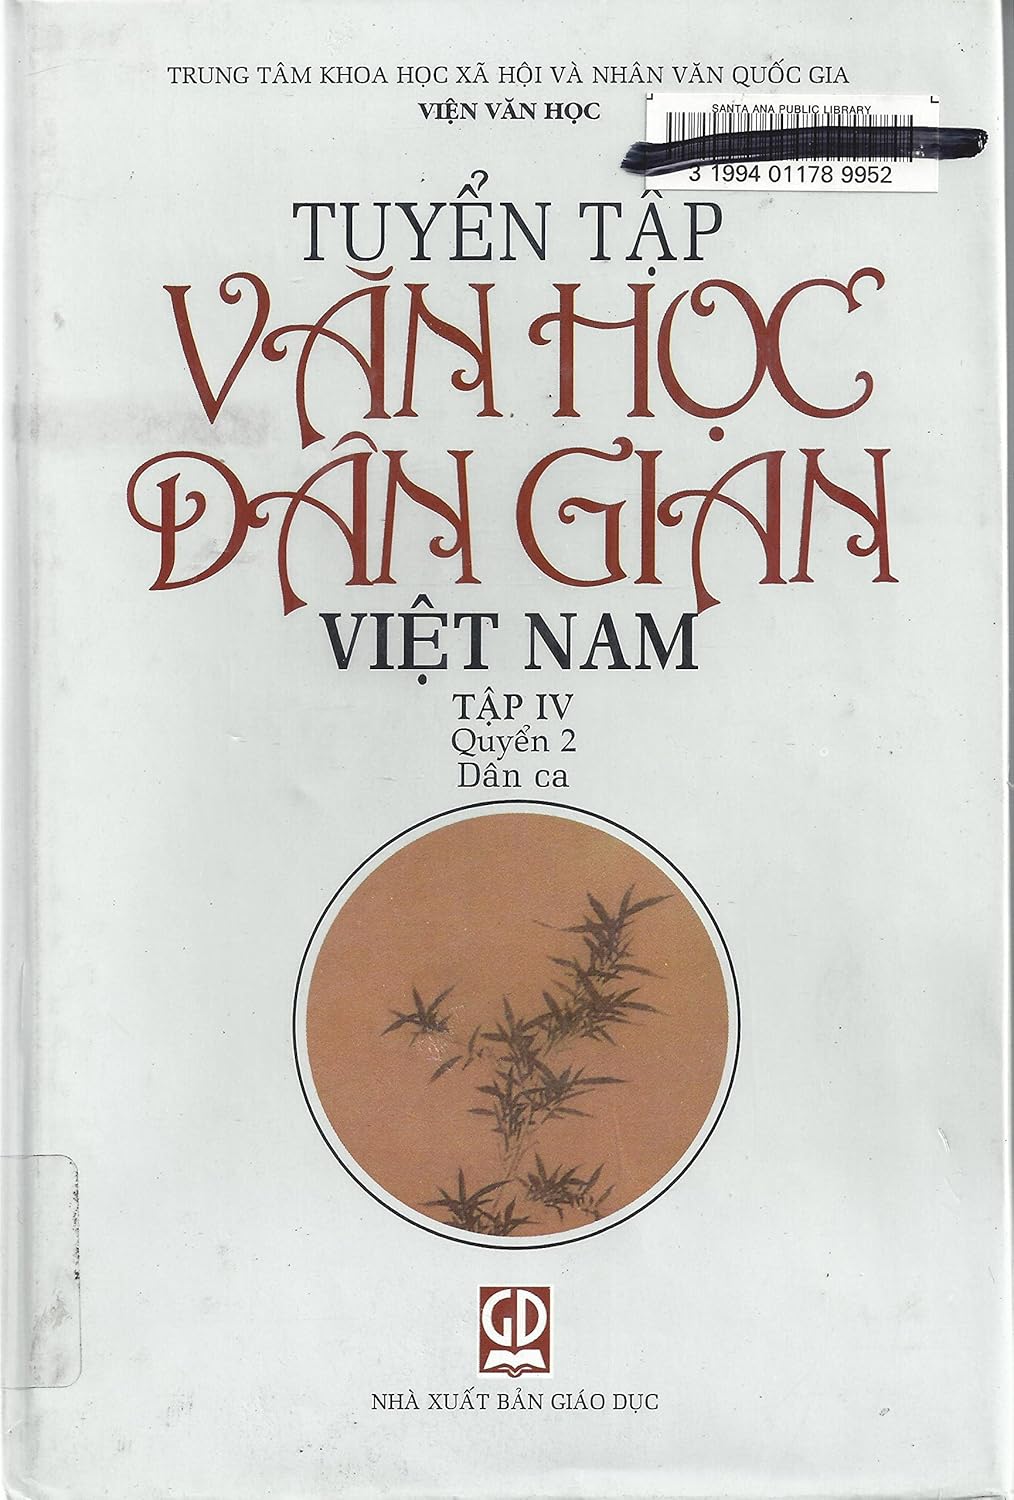 TRUNG TÂM KHOA HỌC XÃ HỘI VÀ NHÂN VĂN QUỐC GIA
VIỆN VĂN HỌC
SANTA ANA PUBLIC LIBRARY
3 1994 01178 9952
TUYỂN TẬP
VĂN HỌC
DÂN GIAN
VIỆT NAM
TẬP IV
Quyển 2
Dân ca
GD
NHÀ XUẤT BẢN GIÁO DỤC